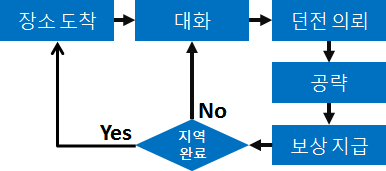 장소 도착
대화
던전 의뢰
공략
No
Yes
지역
완료
보상 지급